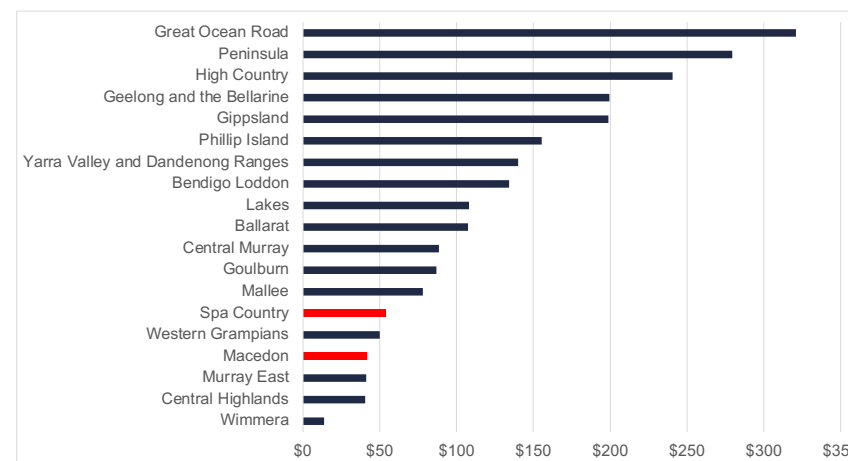 Great Ocean Road
Peninsula
High Country
Geelong and the Bellarine
Gippsland
Phillip Island
Yarra Valley and Dandenong Ranges
Bendigo Loddon
Lakes
Ballarat
Central Murray
Goulburn
Mallee
Spa Country
Western Grampians
Macedon
Murray East
Central Highlands
Wimmera
$0 $50 $100 $150 $200 $250 $300 $35